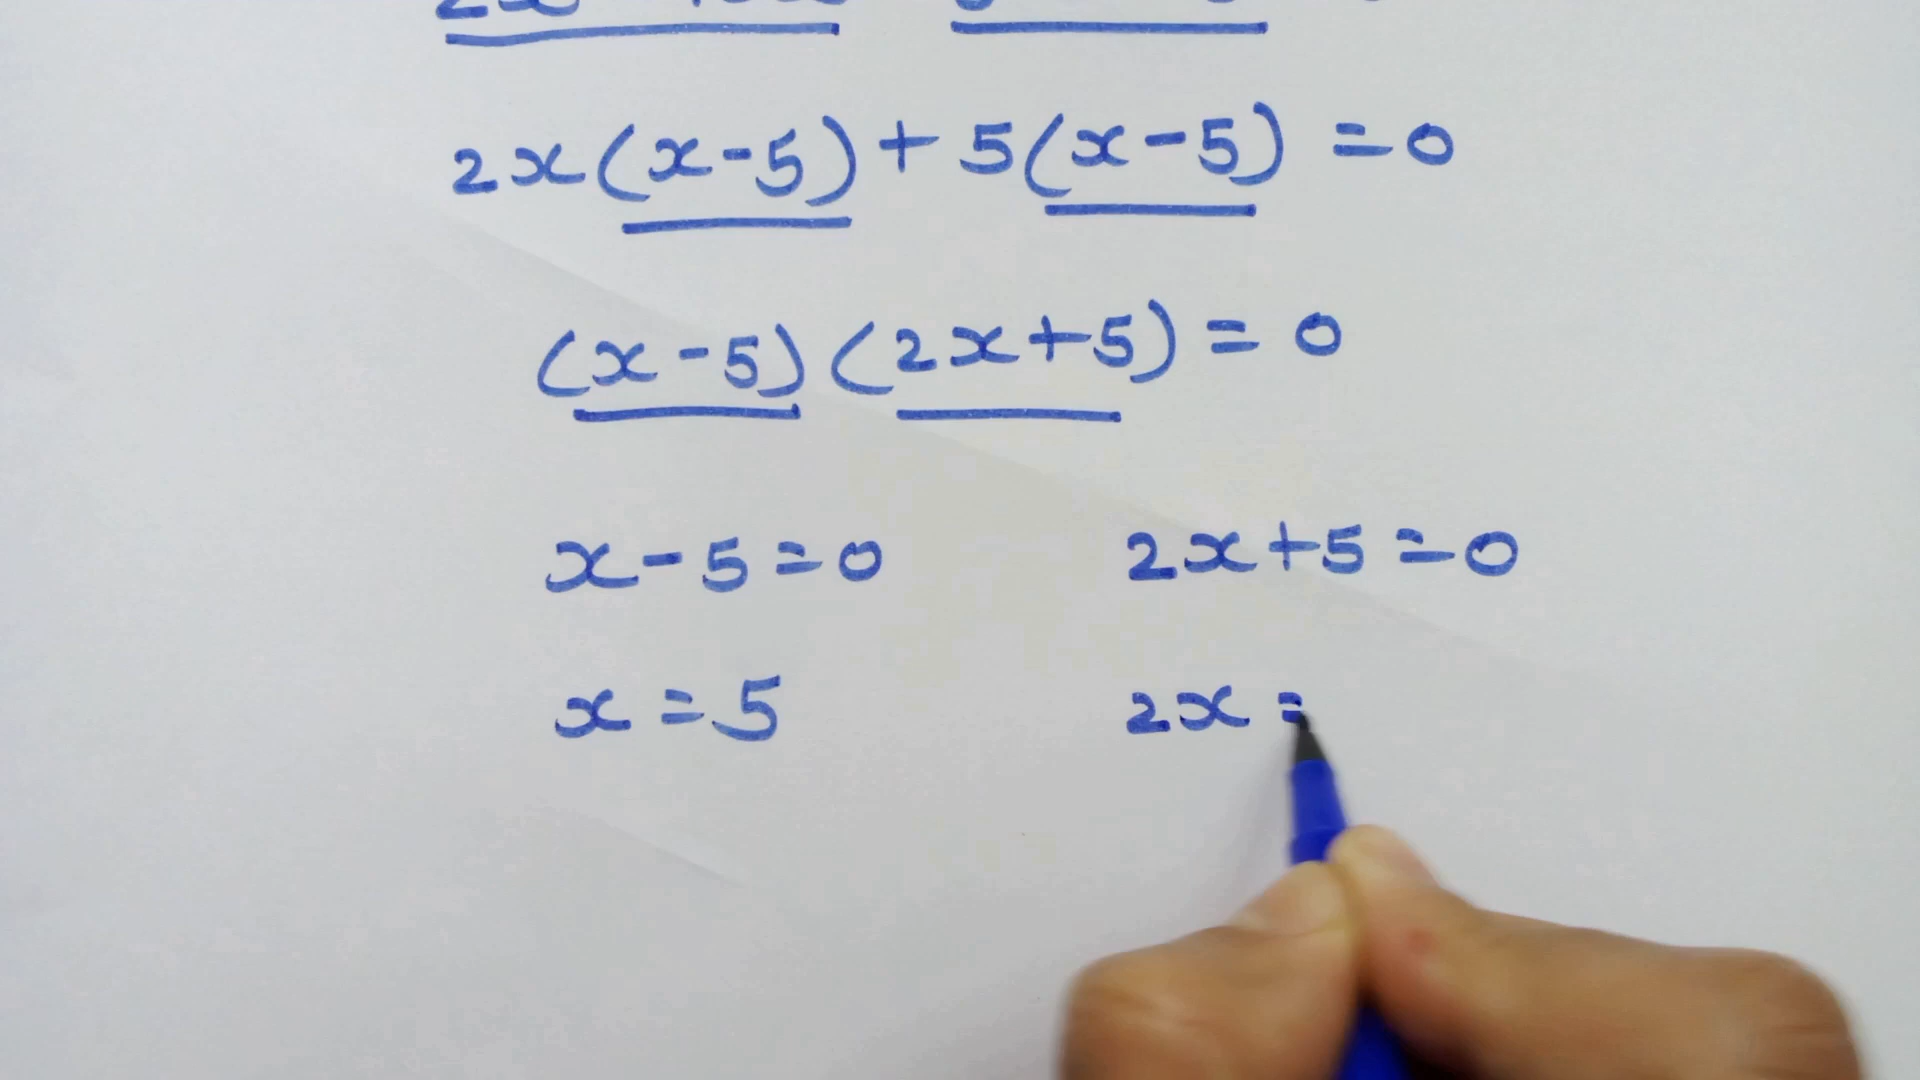 2x(x-5)+5(x-5)=0
(x-5)(2x+5)=0
x-5=0 2x+5=0
x=5 2x=